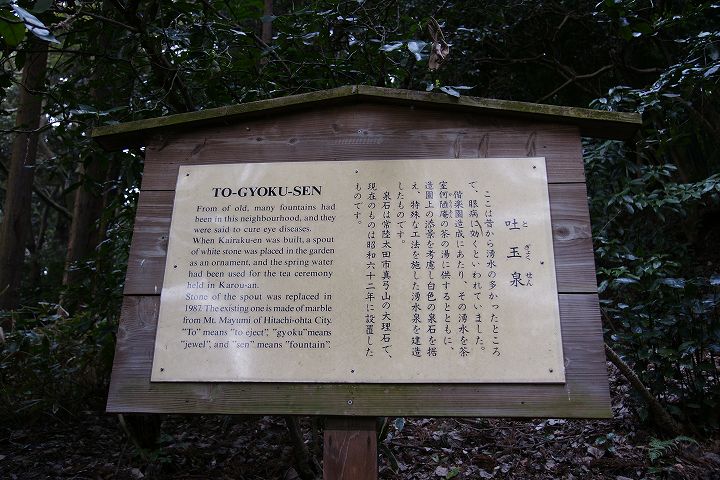 TO-GYOKU-SEN
From of old, many fountains had
been in this neighbourhood, and they
were said to cure eye diseases.
When Kairaku-en was built, a spout
of white stone was placed in the garden
as an ornament, and the spring water
had been used for the tea ceremony
held in Karou-an.
Stone of the spout was replaced in
1987. The existing one is made of marble
from Mt. Mayumi of Hitachi-ohta City.
"To" means "to eject", "gyoku" means
"jewel", and "sen" means "fountain".
吐玉泉
と ぎょく せん
ここは昔から湧水の多かったところ
で、眼病に効くといわれていました。
偕楽園造成にあたり、その湧水を茶
室何陋庵の茶の湯に供するとともに、
造園上の添景を考慮し白色の泉石を据
え、特殊な工法を施した湧水泉を建造
したものです。
泉石は常陸太田市真弓山の大理石で、
現在のものは昭和六十二年に設置した
ものです。